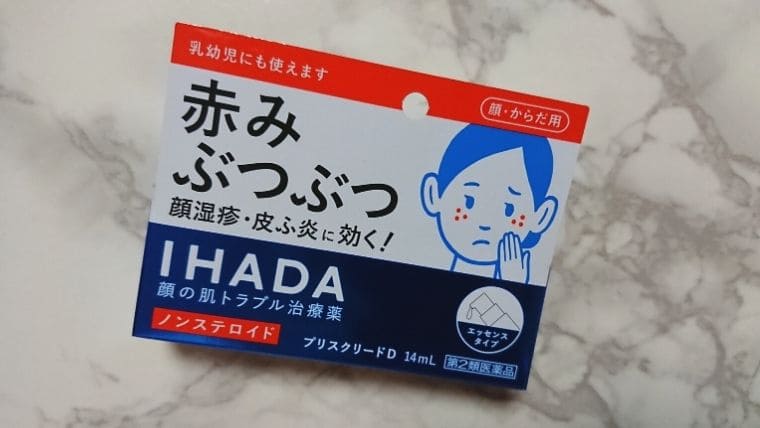 乳幼児にも使えます
顔・からだ用
赤み
ぶつぶつ
顔湿疹・皮ふ炎に効く!
IHADA
顔の肌トラブル治療薬
ノンステロイド
エッセンス
タイプ
プリスクリードD 14mL
第2類医薬品